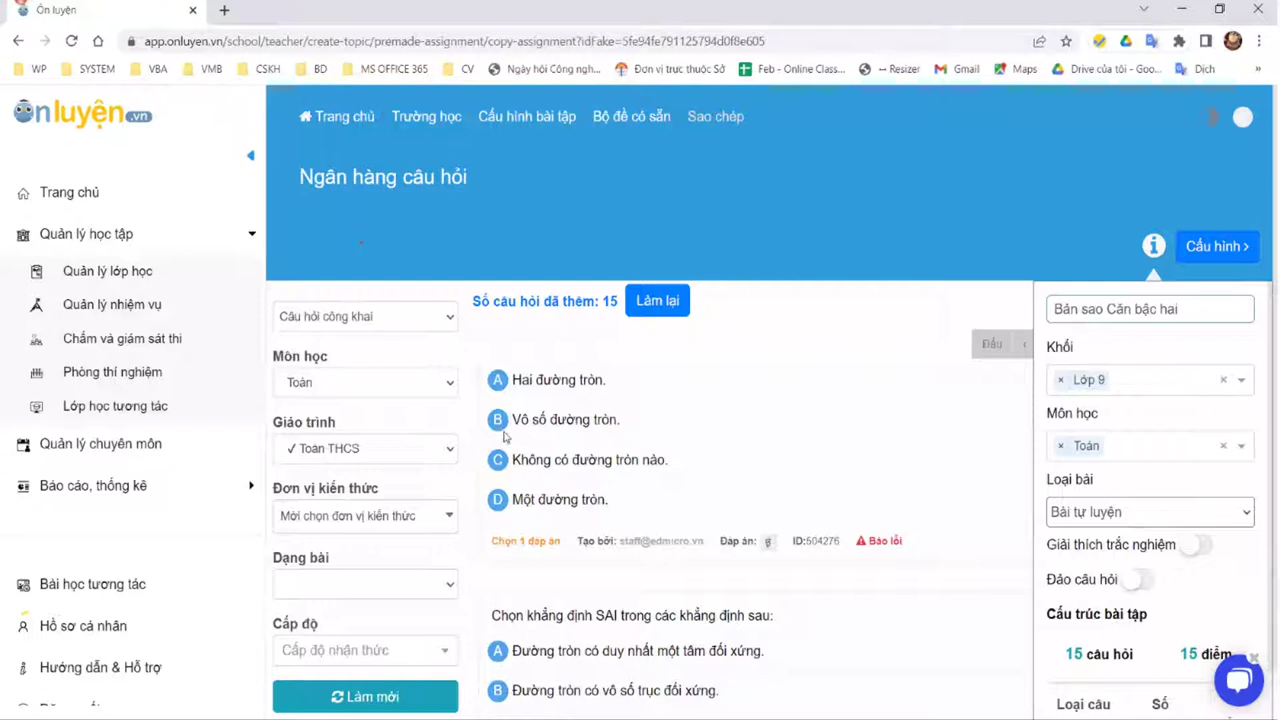 Ôn luyện
app.onluyen.vn/school/teacher/create-topic/premade-assignment/copy-assignment?idFake=5fe94fe791125794d0f8e605
WP SYSTEM VBA VMB CSKH BD MS OFFICE 365 CV Ngày hội Công nghệ... Đơn vị trực thuộc Sở Feb - Online Class... -- Resizer Gmail Maps Drive của tôi - Goo... Dịch »
Ôn luyện .vn
Trang chủ Trường học Cấu hình bài tập Bộ đề có sẵn Sao chép
Ngân hàng câu hỏi
Cấu hình >
Trang chủ
Quản lý học tập
Quản lý lớp học
Quản lý nhiệm vụ
Chấm và giám sát thi
Phòng thí nghiệm
Lớp học tương tác
Quản lý chuyên môn
Báo cáo, thống kê
Bài học tương tác
Hồ sơ cá nhân
Hướng dẫn & Hỗ trợ
Câu hỏi công khai
Môn học
Toán
Giáo trình
✓ Toán THCS
Đơn vị kiến thức
Mời chọn đơn vị kiến thức
Dạng bài
Cấp độ
Cấp độ nhận thức
Làm mới
Số câu hỏi đã thêm: 15 Làm lại
Đầu ‹
A Hai đường tròn.
B Vô số đường tròn.
C Không có đường tròn nào.
D Một đường tròn.
Chọn 1 đáp án Tạo bởi: staff@edmicro.vn Đáp án: ID:504276 Báo lỗi
Chọn khẳng định SAI trong các khẳng định sau:
A Đường tròn có duy nhất một tâm đối xứng.
B Đường tròn có vô số trục đối xứng.
Bản sao Căn bậc hai
Khối
× Lớp 9 ×
Môn học
× Toán ×
Loại bài
Bài tự luyện
Giải thích trắc nghiệm
Đảo câu hỏi
Cấu trúc bài tập
15 câu hỏi 15 điểm
Loại câu Số